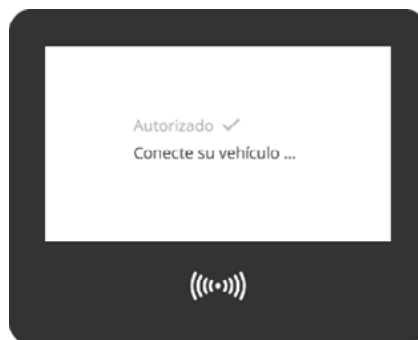 Autorizado ✓
Conecte su vehículo ...